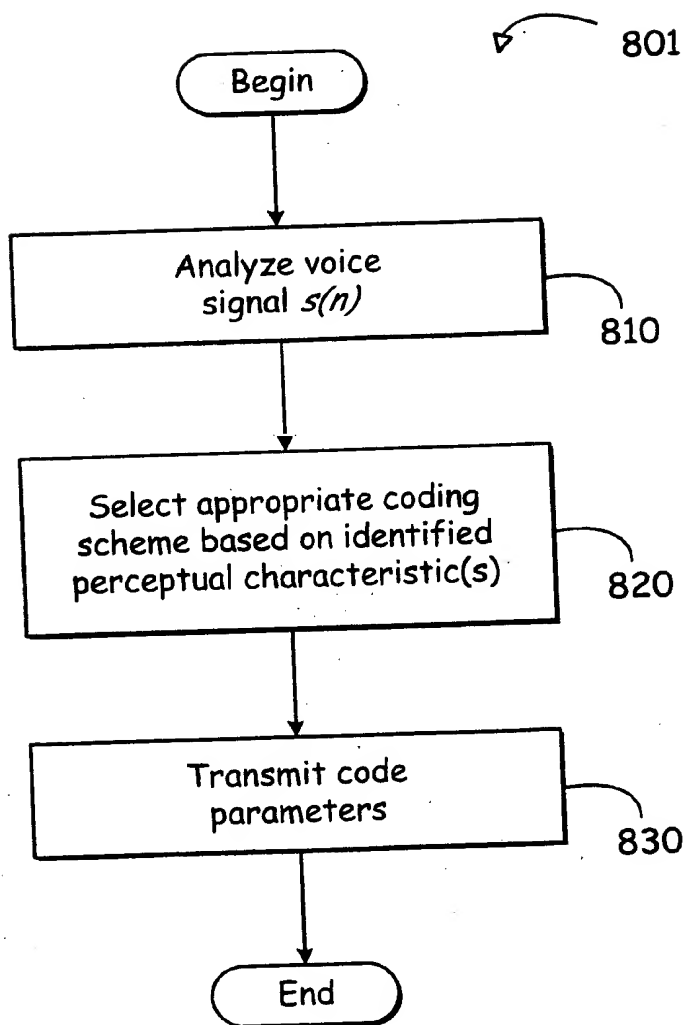 801
Begin
Analyze voice
signal s(n)
810
Select appropriate coding
scheme based on identified
perceptual characteristic(s)
820
Transmit code
parameters
830
End